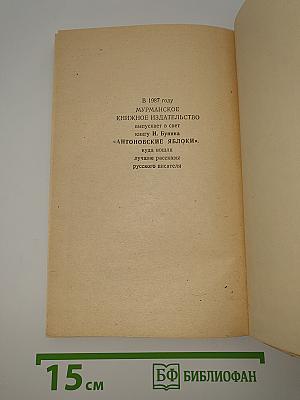 В 1987 году
МУРМАНСКОЕ
КНИЖНОЕ ИЗДАТЕЛЬСТВО
выпускает в свет
книгу И. Бунина
«АНТОНОВСКИЕ ЯБЛОКИ»,
куда вошли
лучшие рассказы
русского писателя
15 см
БФ БИБЛИОФАН